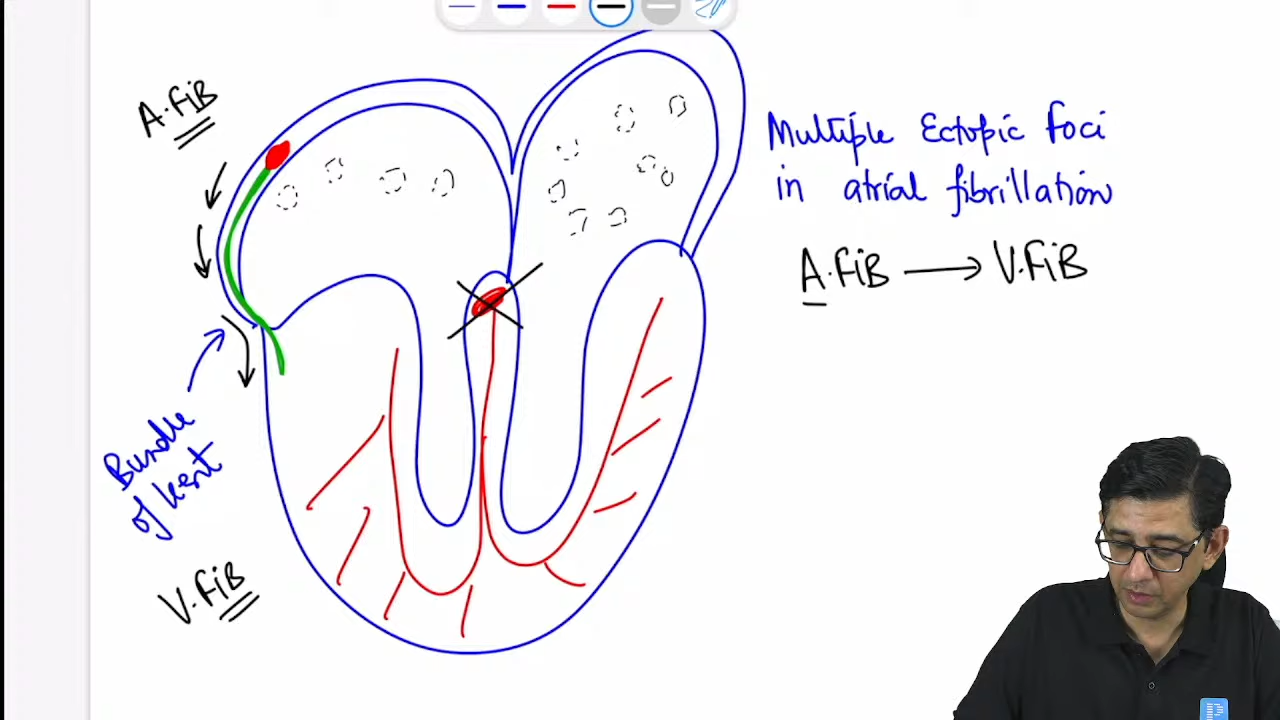 A.FiB
Multiple Ectopic foci
in atrial fibrillation
A.FiB → V.FiB
Bundle
of kent
V.FiB